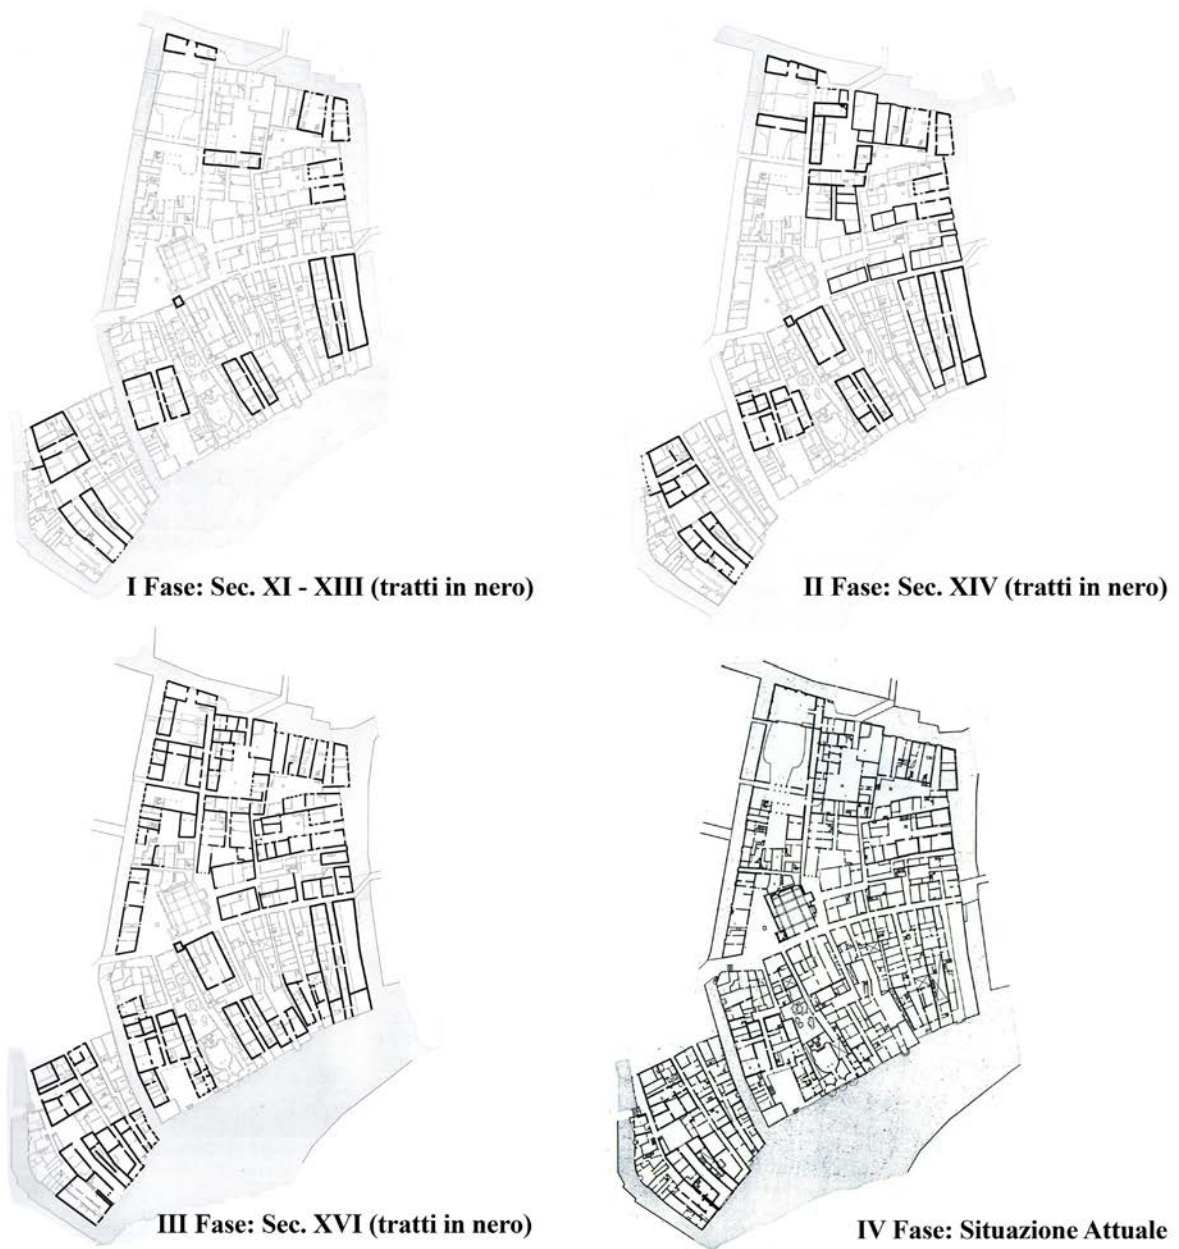 I Fase: Sec. XI - XIII (tratti in nero)
II Fase: Sec. XIV (tratti in nero)
III Fase: Sec. XVI (tratti in nero)
IV Fase: Situazione Attuale